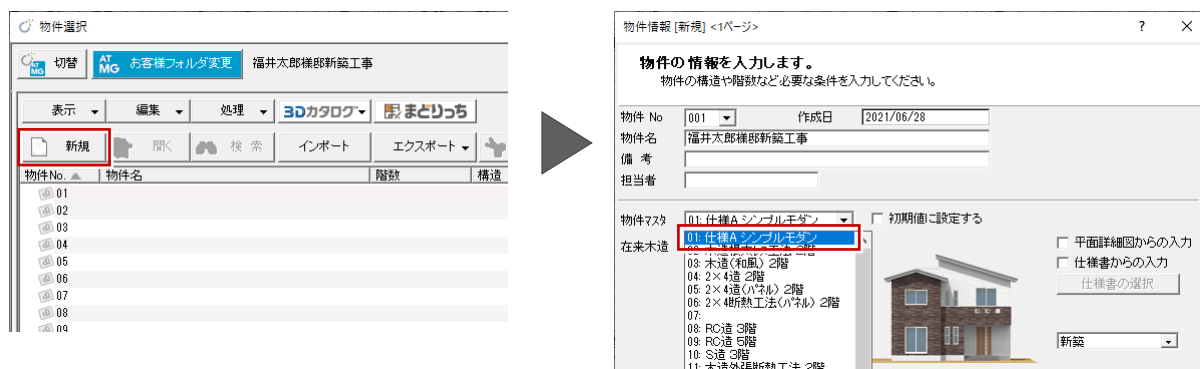 物件選択
切替 ATMG お客様フォルダ変更 福井太郎様邸新築工事
表示 編集 処理 3Dカタログ まどりっち
新規 開く 検索 インポート エクスポート
物件No. 物件名 階数 構造
01
02
03
04
05
06
07
08
09
物件情報 [新規] <1ページ> ? ×
物件の情報を入力します。
物件の構造や階数など必要な条件を入力してください。
物件 No 001 作成日 2021/06/28
物件名 福井太郎様邸新築工事
備 考
担当者
物件マスタ 01: 仕様A シンプルモダン 初期値に設定する
在来木造 01: 仕様A シンプルモダン 平面詳細図からの入力
03: 木造(和風) 2階 仕様書からの入力
04: 2×4造 2階 仕様書の選択
05: 2×4造(パネル) 2階
06: 2×4断熱工法(パネル) 2階
07:
08: RC造 3階
09: RC造 5階 新築
10: S造 3階
11: 木造外張断熱工法 2階